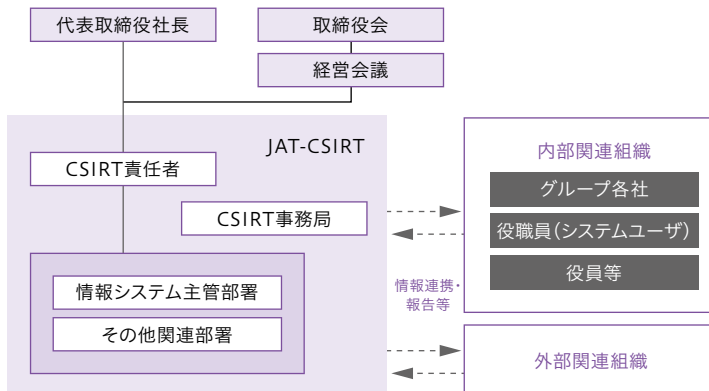 代表取締役社長
取締役会
経営会議
JAT-CSIRT
CSIRT責任者
CSIRT事務局
情報システム主管部署
その他関連部署
情報連携・
報告等
内部関連組織
グループ各社
役職員（システムユーザ）
役員等
外部関連組織